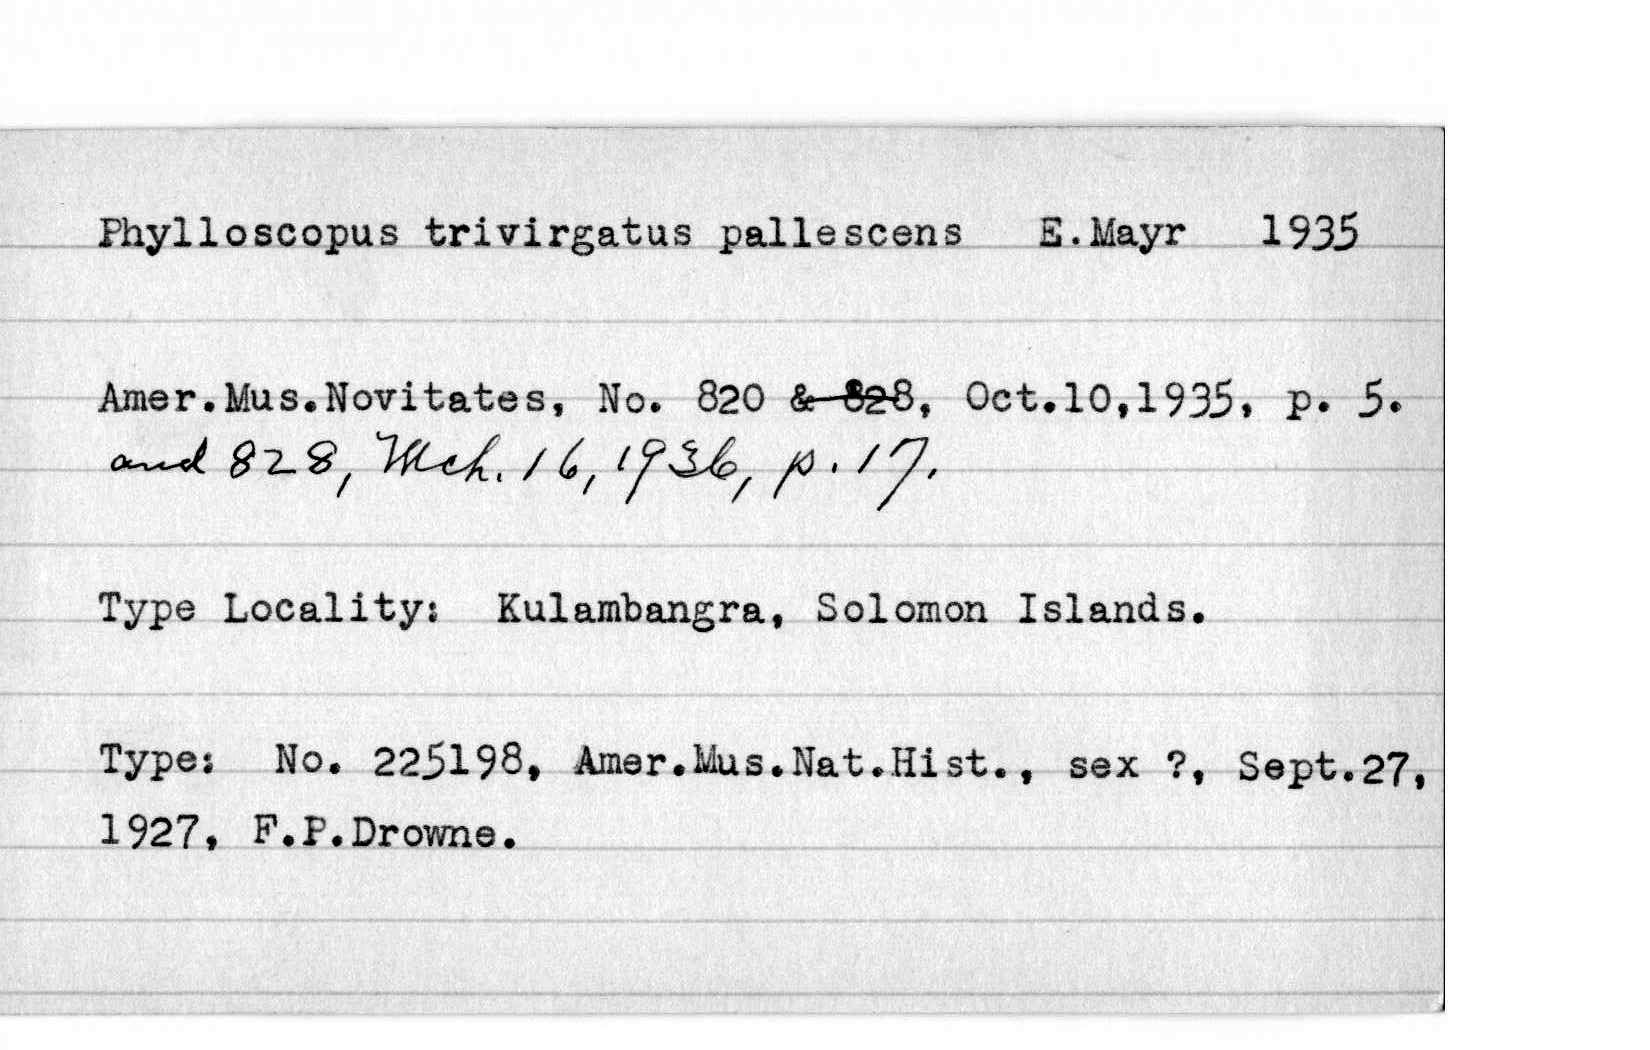 Phylloscopus trivirgatus pallescens E.Mayr 1935
Amer.Mus.Novitates, No. 820 & 828, Oct.10,1935, p. 5.
and 828, Mch. 16, 1936, p. 17.
Type Locality: Kulambangra, Solomon Islands.
Type: No. 225198, Amer.Mus.Nat.Hist., sex ?, Sept.27,
1927, F.P.Drowne.